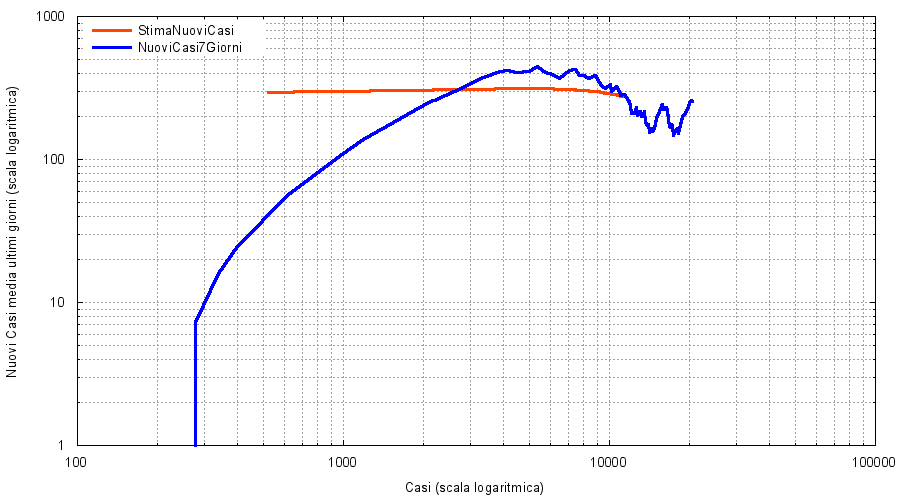 1000
StimaNuoviCasi
NuoviCasi7Giorni
100
10
1
Nuovi Casi media ultimi giorni (scala logaritmica)
100
1000
10000
100000
Casi (scala logaritmica)